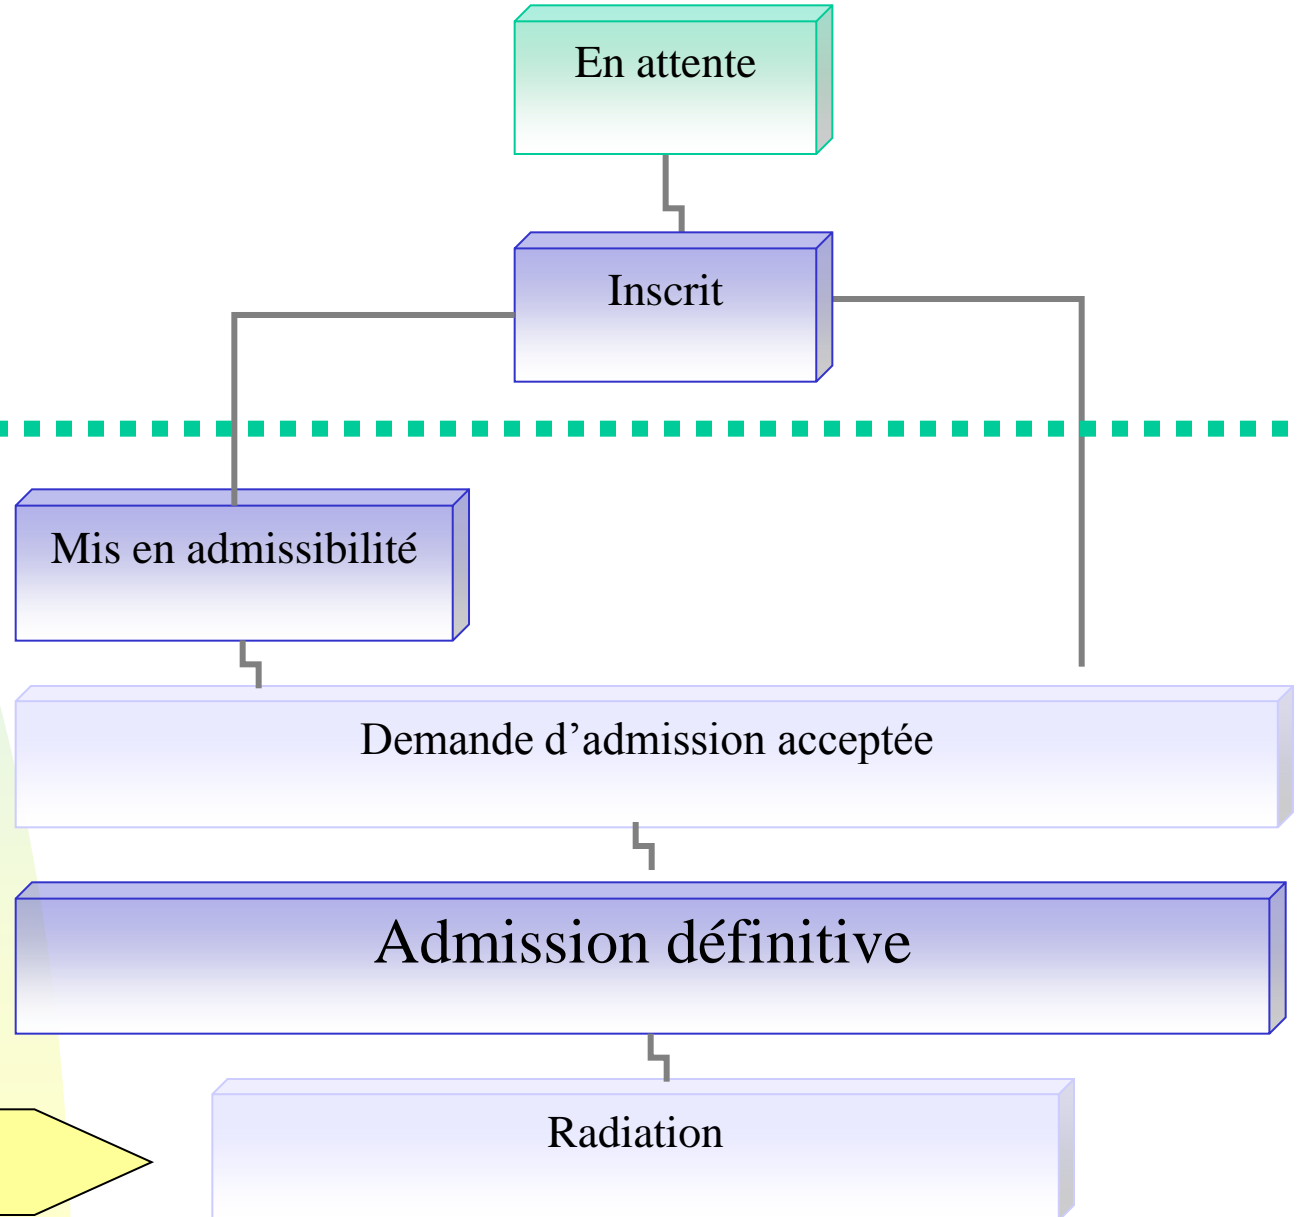 En attente
Inscrit
Mis en admissibilité
Demande d’admission acceptée
Admission définitive
Radiation